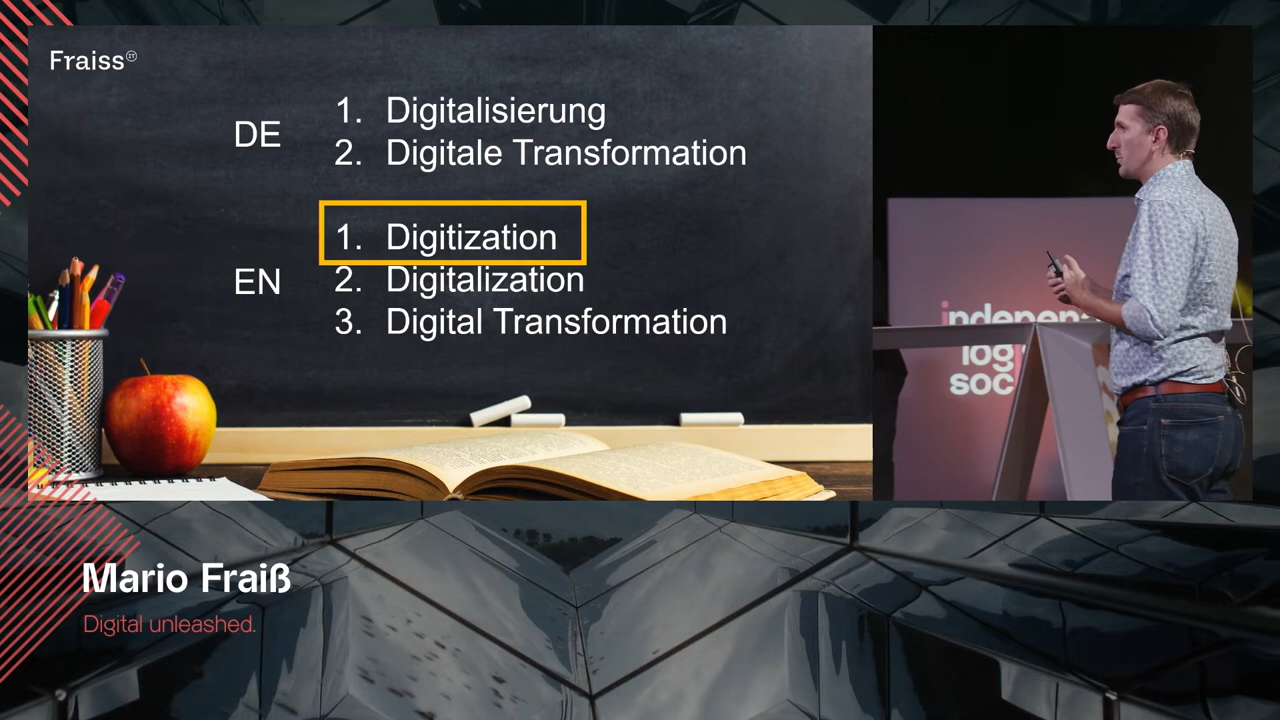 Fraiss
DE
1. Digitalisierung
2. Digitale Transformation
EN
1. Digitization
2. Digitalization
3. Digital Transformation
Mario Fraiß
Digital unleashed.